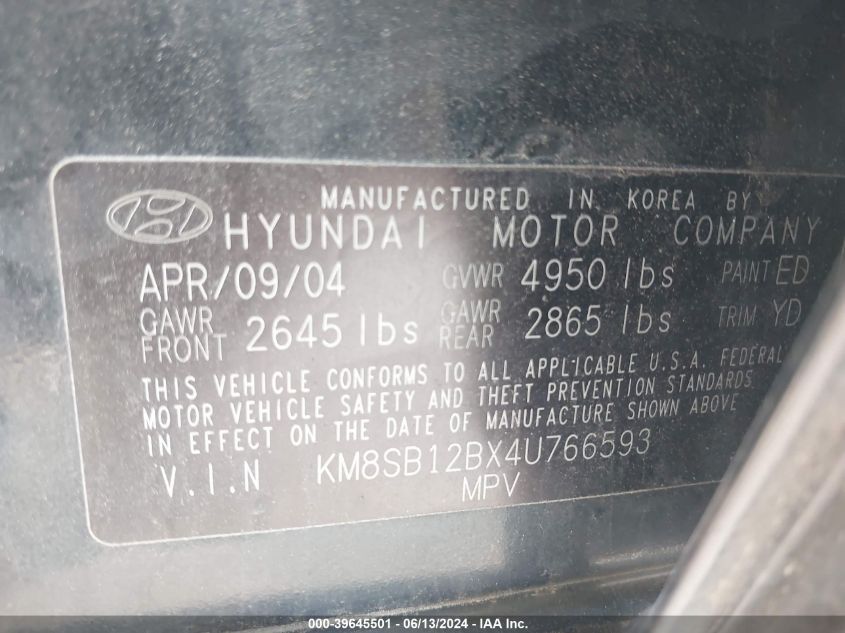 MANUFACTURED IN KOREA BY
HYUNDAI MOTOR COMPANY
APR/09/04 GVWR 4950 lbs PAINT ED
GAWR FRONT 2645 lbs GAWR REAR 2865 lbs TRIM YD
THIS VEHICLE CONFORMS TO ALL APPLICABLE U.S.A. FEDERAL
MOTOR VEHICLE SAFETY AND THEFT PREVENTION STANDARDS
IN EFFECT ON THE DATE OF MANUFACTURE SHOWN ABOVE
V.I.N KM8SB12BX4U766593
MPV
000-39645501 - 06/13/2024 - IAA Inc.